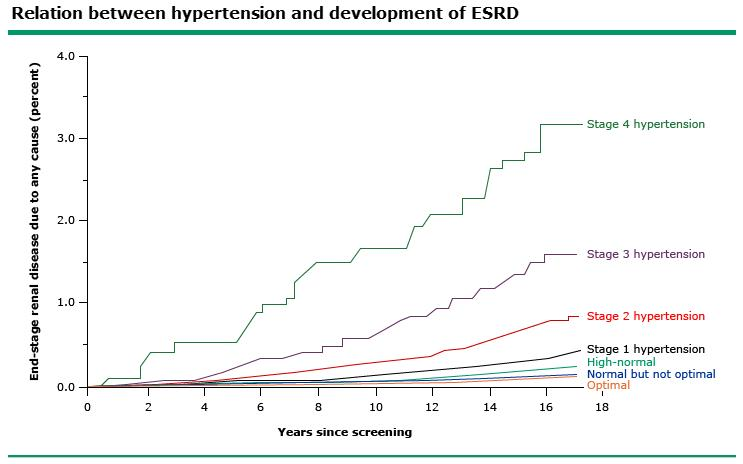 Relation between hypertension and development of ESRD
End-stage renal disease due to any cause (percent)
4.0
3.0
2.0
1.0
0.0
Stage 4 hypertension
Stage 3 hypertension
Stage 2 hypertension
Stage 1 hypertension
High-normal
Normal but not optimal
Optimal
0 2 4 6 8 10 12 14 16 18
Years since screening